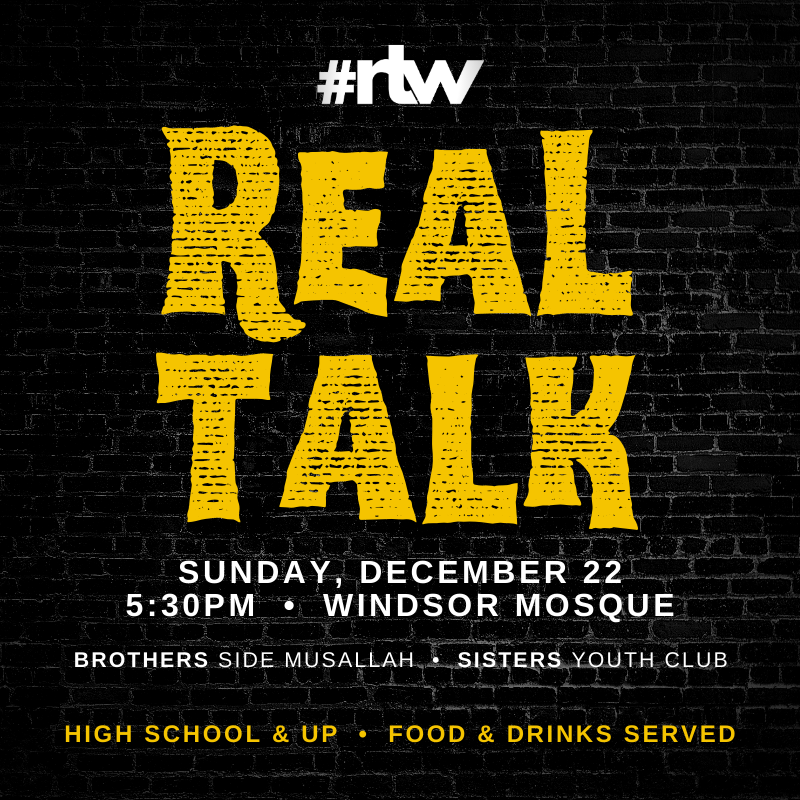 #rtw
REAL
TALK
SUNDAY, DECEMBER 22
5:30PM • WINDSOR MOSQUE
BROTHERS SIDE MUSALLAH • SISTERS YOUTH CLUB
HIGH SCHOOL & UP • FOOD & DRINKS SERVED